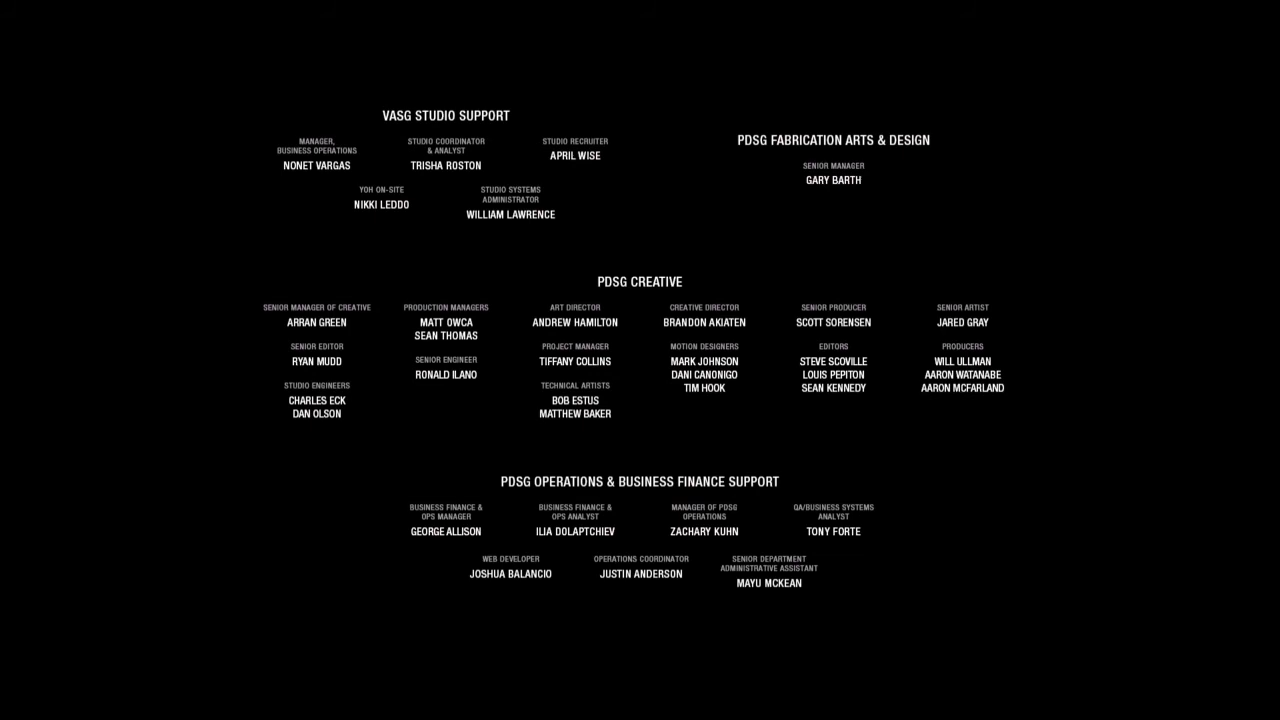 VASG STUDIO SUPPORT
MANAGER,
BUSINESS OPERATIONS
NONET VARGAS
STUDIO COORDINATOR
& ANALYST
TRISHA ROSTON
STUDIO RECRUITER
APRIL WISE
YOH ON-SITE
NIKKI LEDDO
STUDIO SYSTEMS
ADMINISTRATOR
WILLIAM LAWRENCE
PDSG FABRICATION ARTS & DESIGN
SENIOR MANAGER
GARY BARTH
PDSG CREATIVE
SENIOR MANAGER OF CREATIVE
ARRAN GREEN
SENIOR EDITOR
RYAN MUDD
STUDIO ENGINEERS
CHARLES ECK
DAN OLSON
PRODUCTION MANAGERS
MATT OWCA
SEAN THOMAS
SENIOR ENGINEER
RONALD ILANO
ART DIRECTOR
ANDREW HAMILTON
PROJECT MANAGER
TIFFANY COLLINS
TECHNICAL ARTISTS
BOB ESTUS
MATTHEW BAKER
CREATIVE DIRECTOR
BRANDON AKIATEN
MOTION DESIGNERS
MARK JOHNSON
DANI CANONIGO
TIM HOOK
SENIOR PRODUCER
SCOTT SORENSEN
EDITORS
STEVE SCOVILLE
LOUIS PEPITON
SEAN KENNEDY
SENIOR ARTIST
JARED GRAY
PRODUCERS
WILL ULLMAN
AARON WATANABE
AARON MCFARLAND
PDSG OPERATIONS & BUSINESS FINANCE SUPPORT
BUSINESS FINANCE &
OPS MANAGER
GEORGE ALLISON
BUSINESS FINANCE &
OPS ANALYST
ILIA DOLAPTCHIEV
MANAGER OF PDSG
OPERATIONS
ZACHARY KUHN
QA/BUSINESS SYSTEMS
ANALYST
TONY FORTE
WEB DEVELOPER
JOSHUA BALANCIO
OPERATIONS COORDINATOR
JUSTIN ANDERSON
SENIOR DEPARTMENT
ADMINISTRATIVE ASSISTANT
MAYU MCKEAN